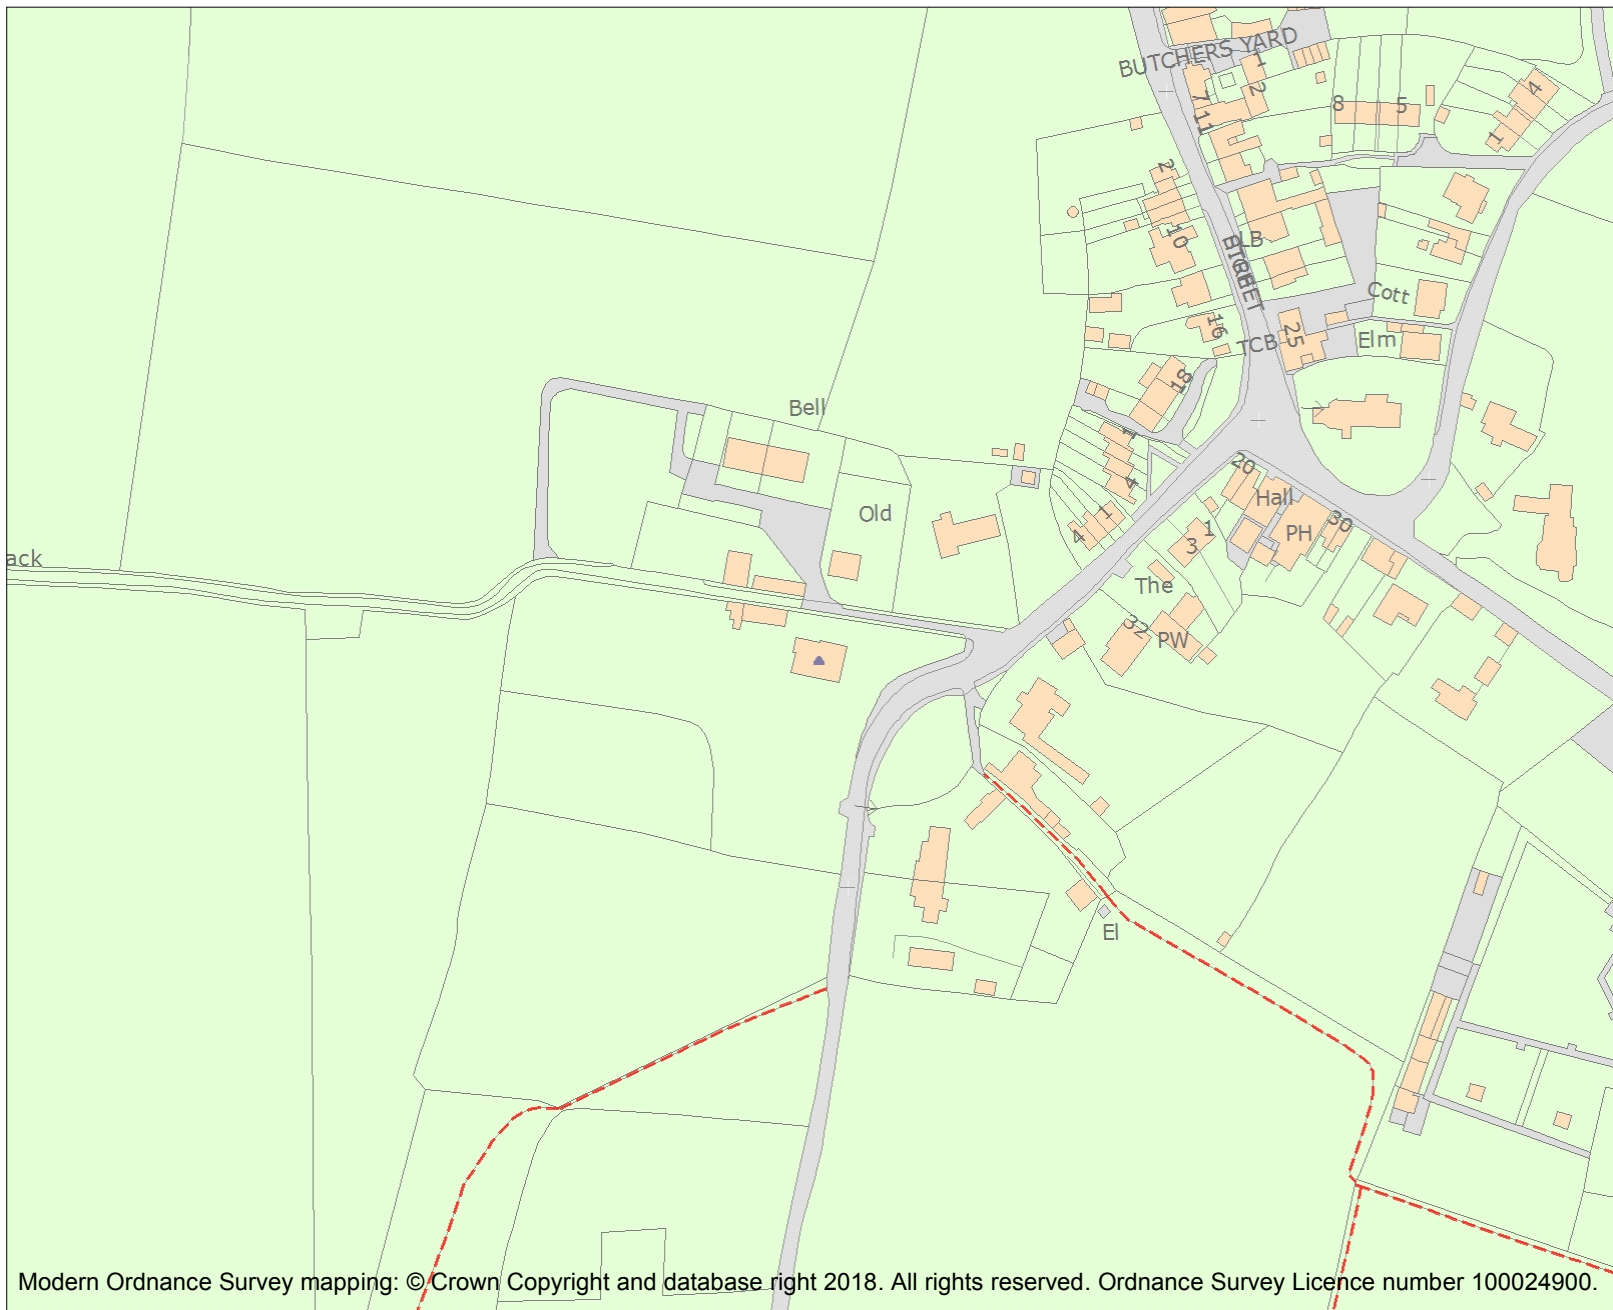 BUTCHERS YARD
1
2
7
11
8
5
4
1
2
10
LB
STREET
Cott
16
TCB
25
Elm
18
Bell
1
4
20
Hall
Old
1
4
PH
30
1
3
ack
The
32
PW
El
Modern Ordnance Survey mapping: © Crown Copyright and database right 2018. All rights reserved. Ordnance Survey Licence number 100024900.